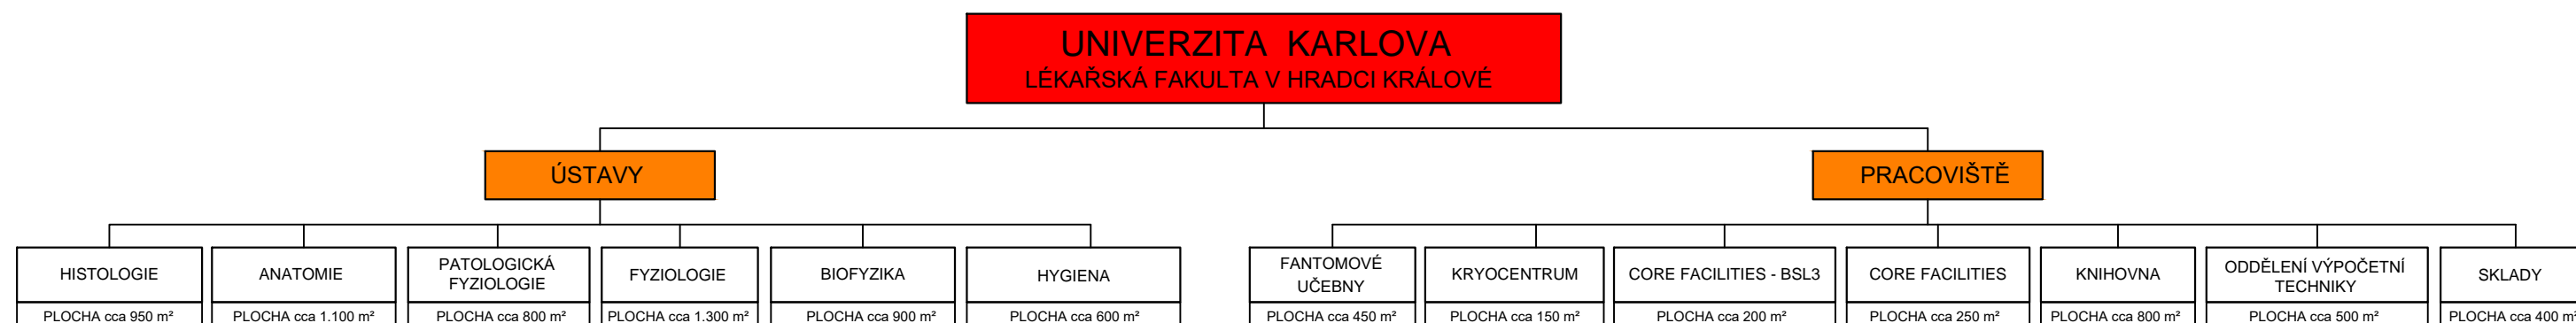 UNIVERZITA KARLOVA
LÉKAŘSKÁ FAKULTA V HRADCI KRÁLOVÉ
ÚSTAVY
PRACOVIŠTĚ
HISTOLOGIE
PLOCHA cca 950 m²
ANATOMIE
PLOCHA cca 1.100 m²
PATOLOGICKÁ
FYZIOLOGIE
PLOCHA cca 800 m²
FYZIOLOGIE
PLOCHA cca 1.300 m²
BIOFYZIKA
PLOCHA cca 900 m²
HYGIENA
PLOCHA cca 600 m²
FANTOMOVÉ
UČEBNY
PLOCHA cca 450 m²
KRYOCENTRUM
PLOCHA cca 150 m²
CORE FACILITIES - BSL3
PLOCHA cca 200 m²
CORE FACILITIES
PLOCHA cca 250 m²
KNIHOVNA
PLOCHA cca 800 m²
ODDĚLENÍ VÝPOČETNÍ
TECHNIKY
PLOCHA cca 500 m²
SKLADY
PLOCHA cca 400 m²